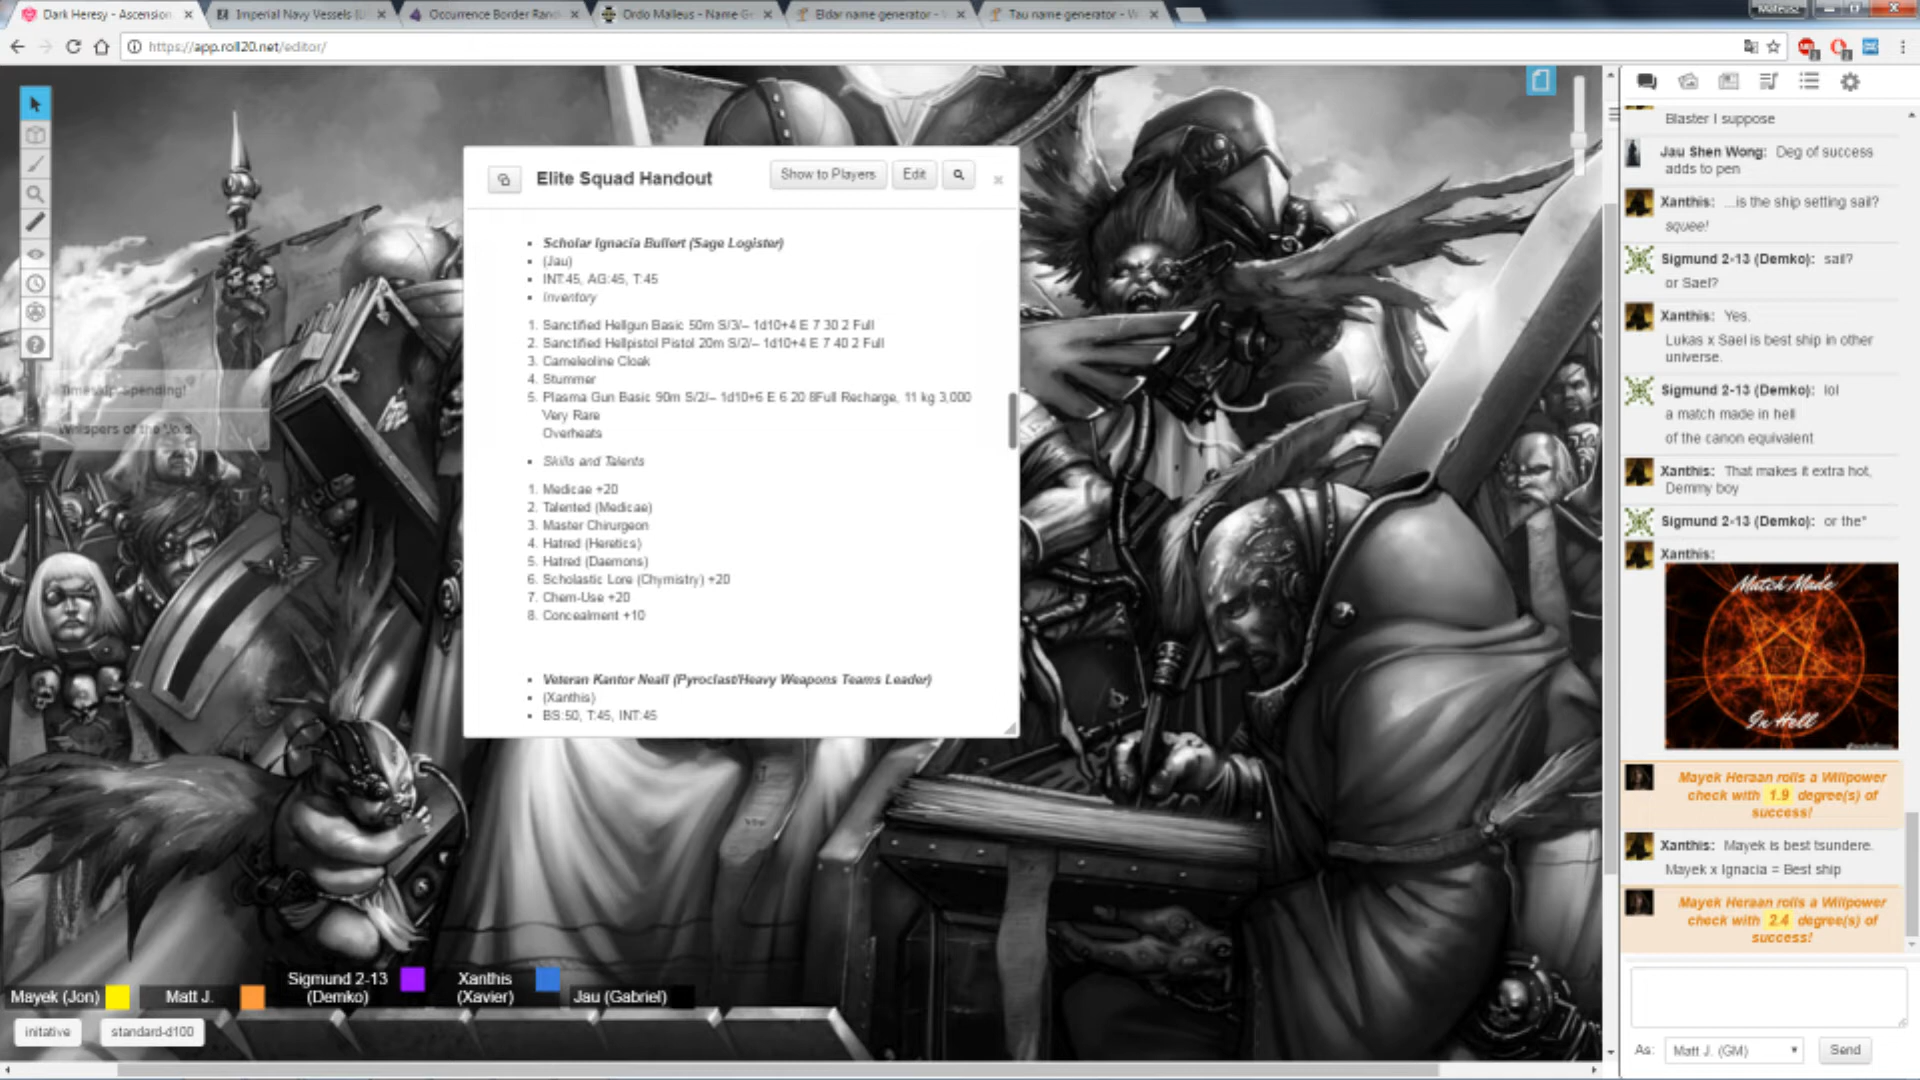 Dark Heresy - Ascension
Imperial Navy Vessels (Li
Occurrence Border Rand
Ordo Malleus - Name Ge
Eldar name generator -
Tau name generator - W
Mateusz
https://app.roll20.net/editor/
Timeskip Spending!
Whispers of the Void
Elite Squad Handout
Show to Players
Edit
• Scholar Ignacia Bullert (Sage Logister)
• (Jau)
• INT:45, AG:45, T:45
• Inventory
1. Sanctified Hellgun Basic 50m S/3/– 1d10+4 E 7 30 2 Full
2. Sanctified Hellpistol Pistol 20m S/2/– 1d10+4 E 7 40 2 Full
3. Cameleoline Cloak
4. Stummer
5. Plasma Gun Basic 90m S/2/– 1d10+6 E 6 20 8Full Recharge, 11 kg 3,000
Very Rare
Overheats
• Skills and Talents
1. Medicae +20
2. Talented (Medicae)
3. Master Chirurgeon
4. Hatred (Heretics)
5. Hatred (Daemons)
6. Scholastic Lore (Chymistry) +20
7. Chem-Use +20
8. Concealment +10
• Veteran Kantor Neall (Pyroclast/Heavy Weapons Teams Leader)
• (Xanthis)
• BS:50, T:45, INT:45
Blaster I suppose
Jau Shen Wong: Deg of success
adds to pen
Xanthis: ...is the ship setting sail?
squee!
Sigmund 2-13 (Demko): sail?
or Sael?
Xanthis: Yes.
Lukas x Sael is best ship in other
universe.
Sigmund 2-13 (Demko): lol
a match made in hell
of the canon equivalent
Xanthis: That makes it extra hot,
Demmy boy
Sigmund 2-13 (Demko): or the*
Xanthis:
Match Made
In Hell
Mayek Heraan rolls a Willpower
check with 1.9 degree(s) of
success!
Xanthis: Mayek is best tsundere.
Mayek x Ignacia = Best ship
Mayek Heraan rolls a Willpower
check with 2.4 degree(s) of
success!
As: Matt J. (GM)
Send
Mayek (Jon)
Matt J.
Sigmund 2-13
(Demko)
Xanthis
(Xavier)
Jau (Gabriel)
initative
standard-d100